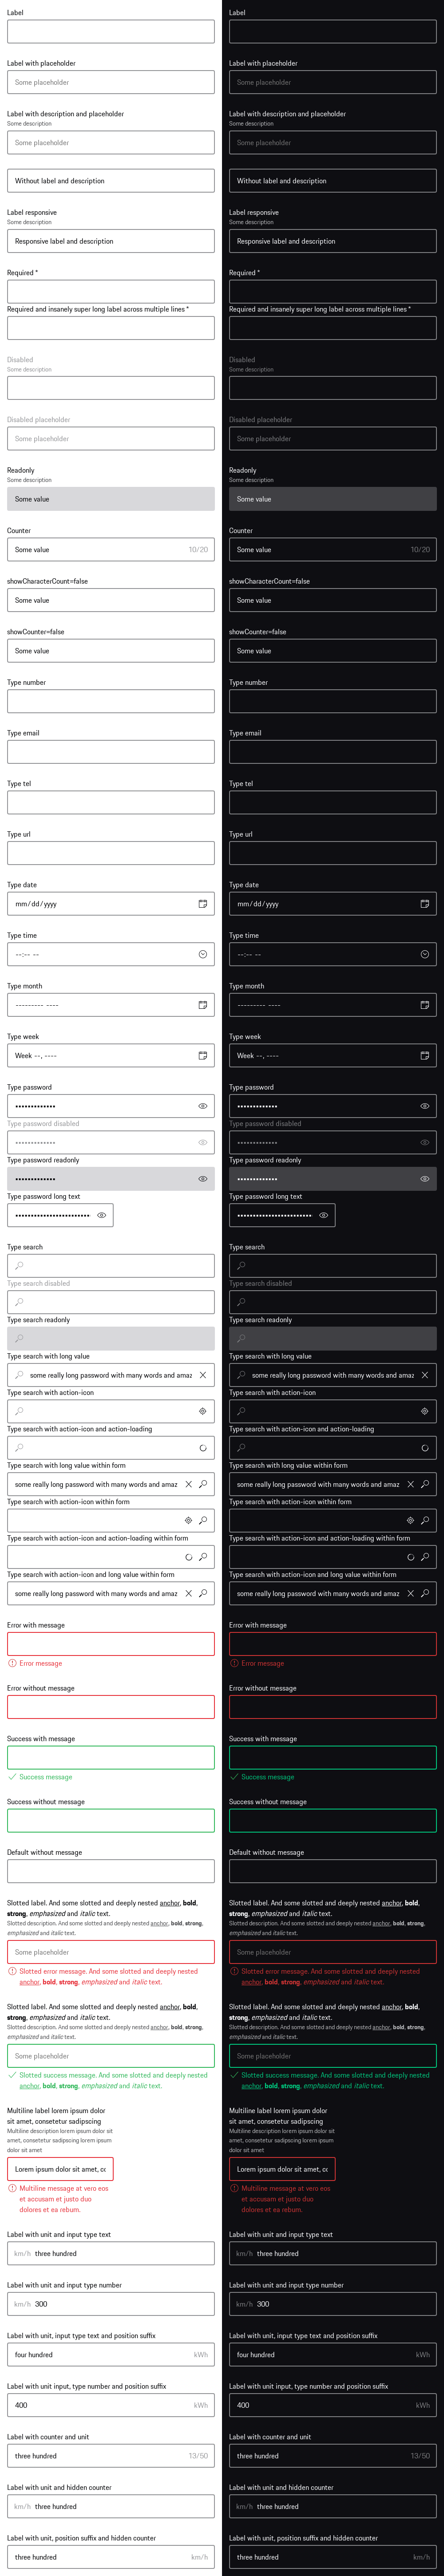 Label
Label with placeholder
Some placeholder
Label with description and placeholder
Some description
Some placeholder
Without label and description
Label responsive
Some description
Responsive label and description
Required *
Required and insanely super long label across multiple lines *
Disabled
Some description
Disabled placeholder
Some placeholder
Readonly
Some description
Some value
Counter
Some value 10/20
showCharacterCount=false
Some value
showCounter=false
Some value
Type number
Type email
Type tel
Type url
Type date
mm/dd/yyyy
Type time
--:-- --
Type month
--------- ----
Type week
Week --, ----
Type password
•••••••••••••
Type password disabled
Type password readonly
•••••••••••••
Type password long text
••••••••••••••••••••••••
Type search
Type search disabled
Type search readonly
Type search with long value
some really long password with many words and amaz
Type search with action-icon
Type search with action-icon and action-loading
Type search with long value within form
some really long password with many words and amaz
Type search with action-icon within form
Type search with action-icon and action-loading within form
Type search with action-icon and long value within form
some really long password with many words and amaz
Error with message
Error message
Error without message
Success with message
Success message
Success without message
Default without message
Slotted label. And some slotted and deeply nested anchor, bold,
strong, emphasized and italic text.
Slotted description. And some slotted and deeply nested anchor, bold, strong,
emphasized and italic text.
Some placeholder
Slotted error message. And some slotted and deeply nested
anchor, bold, strong, emphasized and italic text.
Slotted label. And some slotted and deeply nested anchor, bold,
strong, emphasized and italic text.
Slotted description. And some slotted and deeply nested anchor, bold, strong,
emphasized and italic text.
Some placeholder
Slotted success message. And some slotted and deeply nested
anchor, bold, strong, emphasized and italic text.
Multiline label lorem ipsum dolor
sit amet, consetetur sadipscing
Multiline description lorem ipsum dolor sit
amet, consetetur sadipscing lorem ipsum
dolor sit amet
Lorem ipsum dolor sit amet, cc
Multiline message at vero eos
et accusam et justo duo
dolores et ea rebum.
Label with unit and input type text
km/h three hundred
Label with unit and input type number
km/h 300
Label with unit, input type text and position suffix
four hundred kWh
Label with unit input, type number and position suffix
400 kWh
Label with counter and unit
three hundred 13/50
Label with unit and hidden counter
km/h three hundred
Label with unit, position suffix and hidden counter
three hundred km/h
Label
Label with placeholder
Some placeholder
Label with description and placeholder
Some description
Some placeholder
Without label and description
Label responsive
Some description
Responsive label and description
Required *
Required and insanely super long label across multiple lines *
Disabled
Some description
Disabled placeholder
Some placeholder
Readonly
Some description
Some value
Counter
Some value 10/20
showCharacterCount=false
Some value
showCounter=false
Some value
Type number
Type email
Type tel
Type url
Type date
mm/dd/yyyy
Type time
--:-- --
Type month
--------- ----
Type week
Week --, ----
Type password
•••••••••••••
Type password disabled
Type password readonly
•••••••••••••
Type password long text
••••••••••••••••••••••••
Type search
Type search disabled
Type search readonly
Type search with long value
some really long password with many words and amaz
Type search with action-icon
Type search with action-icon and action-loading
Type search with long value within form
some really long password with many words and amaz
Type search with action-icon within form
Type search with action-icon and action-loading within form
Type search with action-icon and long value within form
some really long password with many words and amaz
Error with message
Error message
Error without message
Success with message
Success message
Success without message
Default without message
Slotted label. And some slotted and deeply nested anchor, bold,
strong, emphasized and italic text.
Slotted description. And some slotted and deeply nested anchor, bold, strong,
emphasized and italic text.
Some placeholder
Slotted error message. And some slotted and deeply nested
anchor, bold, strong, emphasized and italic text.
Slotted label. And some slotted and deeply nested anchor, bold,
strong, emphasized and italic text.
Slotted description. And some slotted and deeply nested anchor, bold, strong,
emphasized and italic text.
Some placeholder
Slotted success message. And some slotted and deeply nested
anchor, bold, strong, emphasized and italic text.
Multiline label lorem ipsum dolor
sit amet, consetetur sadipscing
Multiline description lorem ipsum dolor sit
amet, consetetur sadipscing lorem ipsum
dolor sit amet
Lorem ipsum dolor sit amet, cc
Multiline message at vero eos
et accusam et justo duo
dolores et ea rebum.
Label with unit and input type text
km/h three hundred
Label with unit and input type number
km/h 300
Label with unit, input type text and position suffix
four hundred kWh
Label with unit input, type number and position suffix
400 kWh
Label with counter and unit
three hundred 13/50
Label with unit and hidden counter
km/h three hundred
Label with unit, position suffix and hidden counter
three hundred km/h